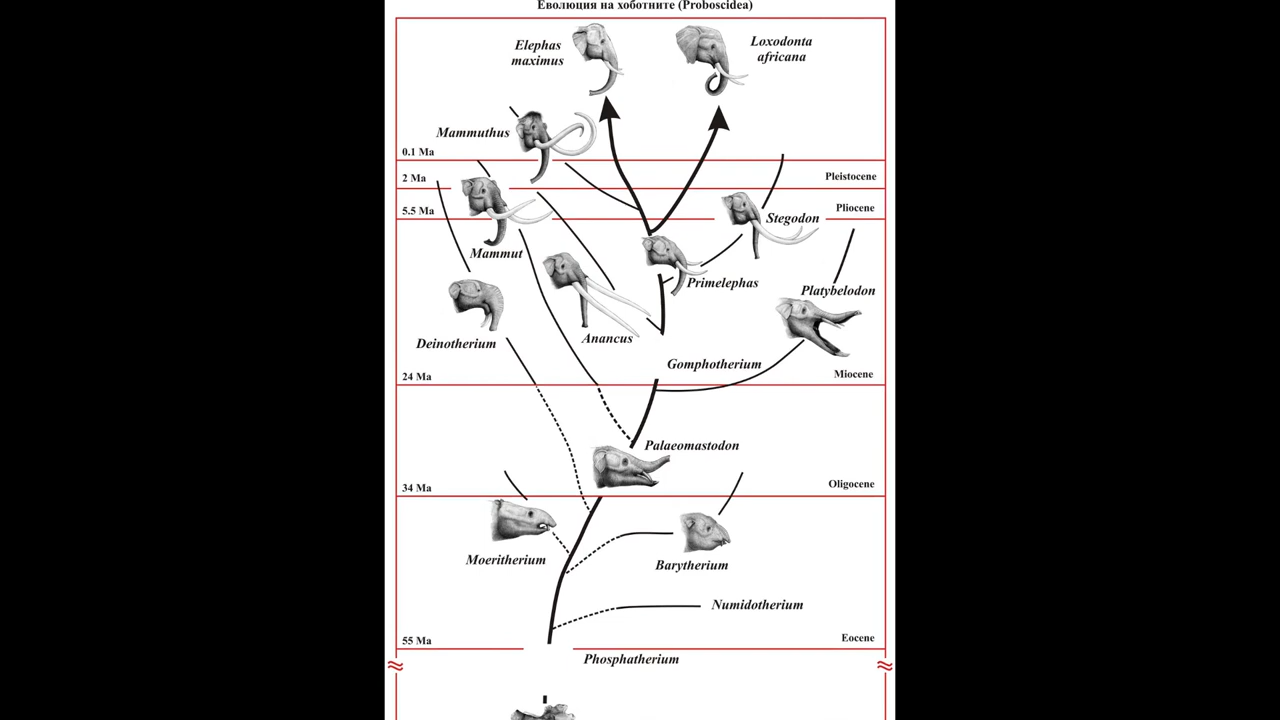 Еволюция на хоботните (Proboscidea)
Elephas
maximus
Loxodonta
africana
Mammuthus
0.1 Ma
2 Ma
Pleistocene
5.5 Ma
Pliocene
Stegodon
Mammut
Primelephas
Platybelodon
Deinotherium
Anancus
Gomphotherium
24 Ma
Miocene
Palaeomastodon
34 Ma
Oligocene
Moeritherium
Barytherium
Numidotherium
55 Ma
Eocene
Phosphatherium